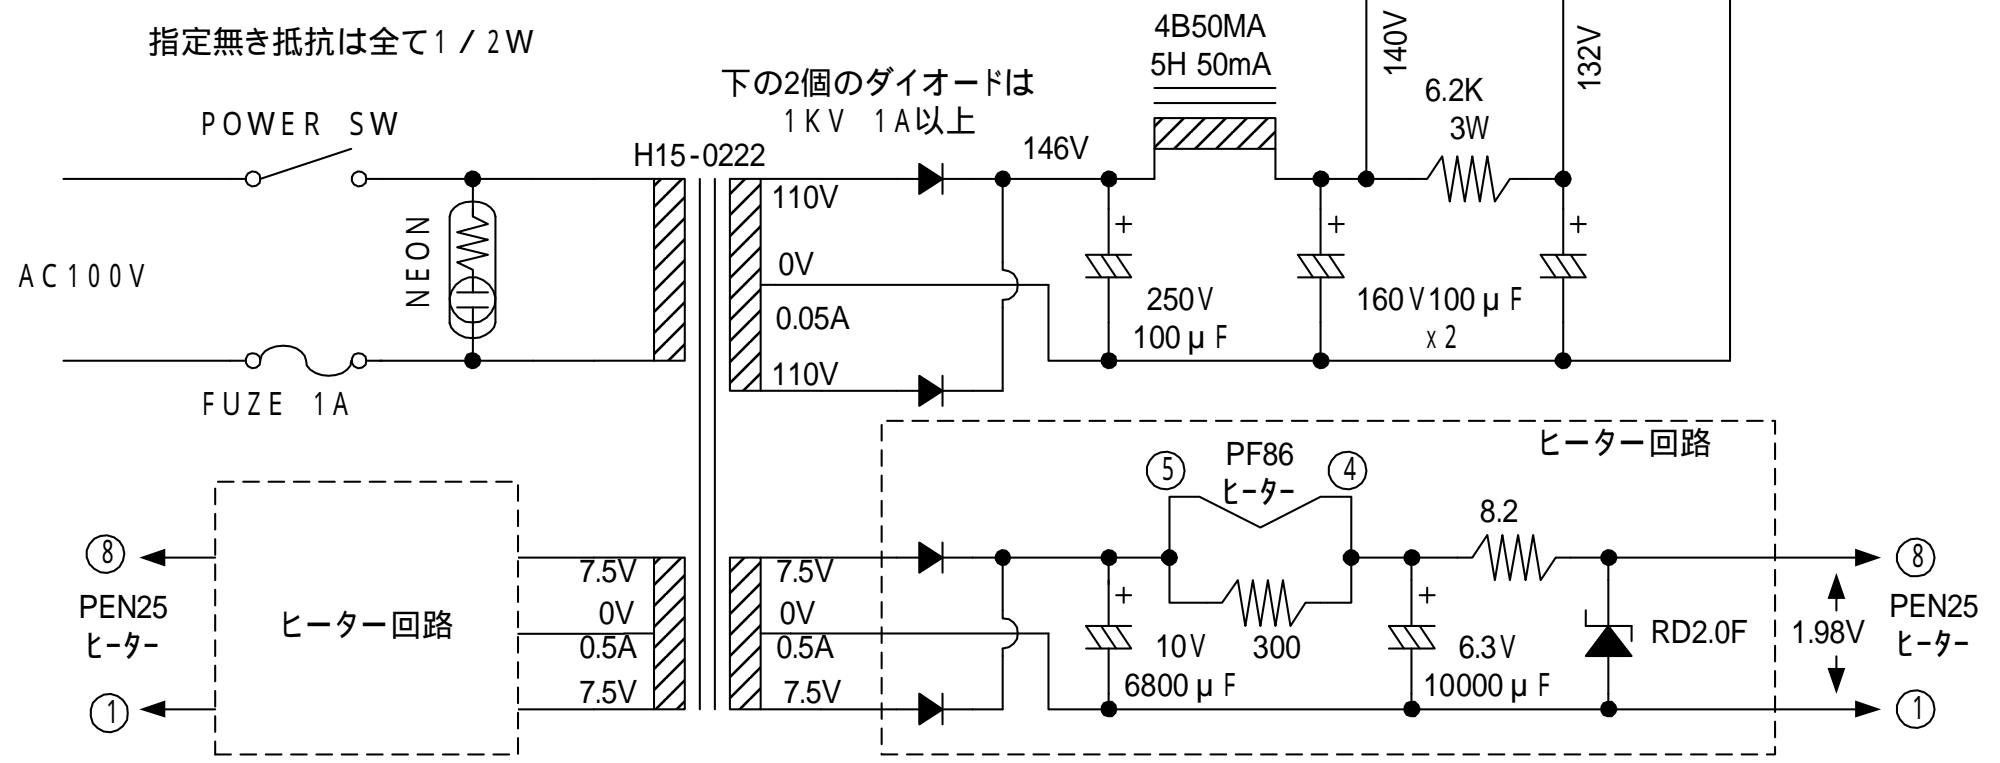 指定無き抵抗は全て1/2W
4B50MA
5H 50mA
140V
132V
下の2個のダイオードは
1KV 1A以上
6.2K
3W
POWER SW
H15-0222
146V
110V
NEON
0V
AC100V
0.05A
250V
100μF
160V100μF
x2
110V
FUZE 1A
ヒーター回路
PF86
ヒーター
⑤
④
8.2
⑧
PEN25
ヒーター
①
ヒーター回路
7.5V
0V
0.5A
7.5V
7.5V
0V
0.5A
7.5V
10V
6800μF
300
6.3V
10000μF
RD2.0F
1.98V
⑧
PEN25
ヒーター
①